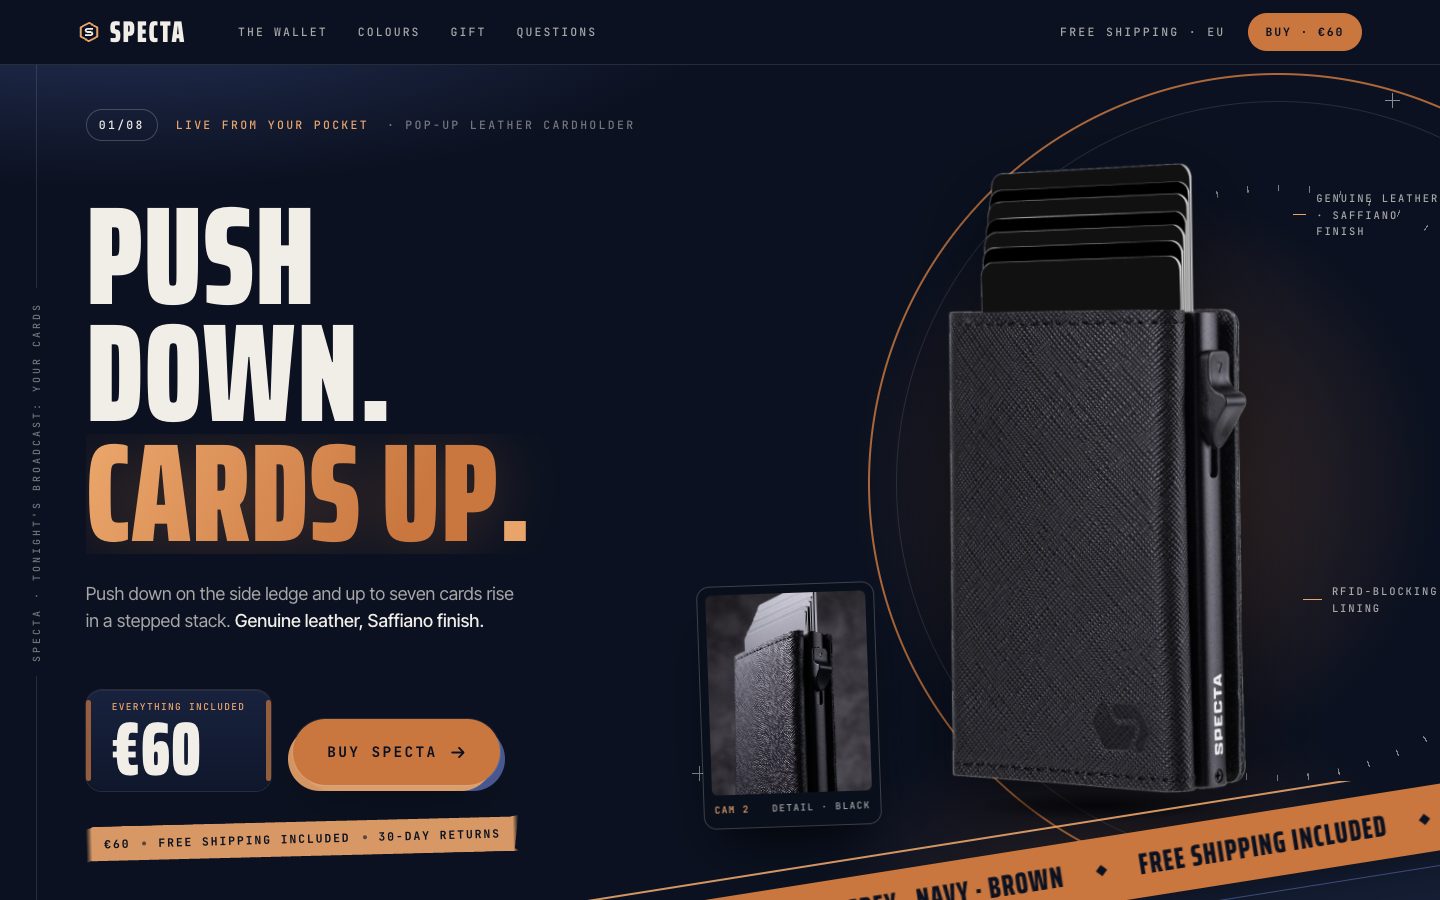 SPECTA
THE WALLET
COLOURS
GIFT
QUESTIONS
FREE SHIPPING · EU
BUY · €60
01/08
LIVE FROM YOUR POCKET
· POP-UP LEATHER CARDHOLDER
SPECTA · TONIGHT'S BROADCAST: YOUR CARDS
PUSH
DOWN.
CARDS UP.
Push down on the side ledge and up to seven cards rise
in a stepped stack. Genuine leather, Saffiano finish.
EVERYTHING INCLUDED
€60
BUY SPECTA →
€60 • FREE SHIPPING INCLUDED • 30-DAY RETURNS
CAM 2
DETAIL · BLACK
GENUINE LEATHER
· SAFFIANO
FINISH
RFID-BLOCKING
LINING
SPECTA
NAVY · BROWN ◆ FREE SHIPPING INCLUDED ◆